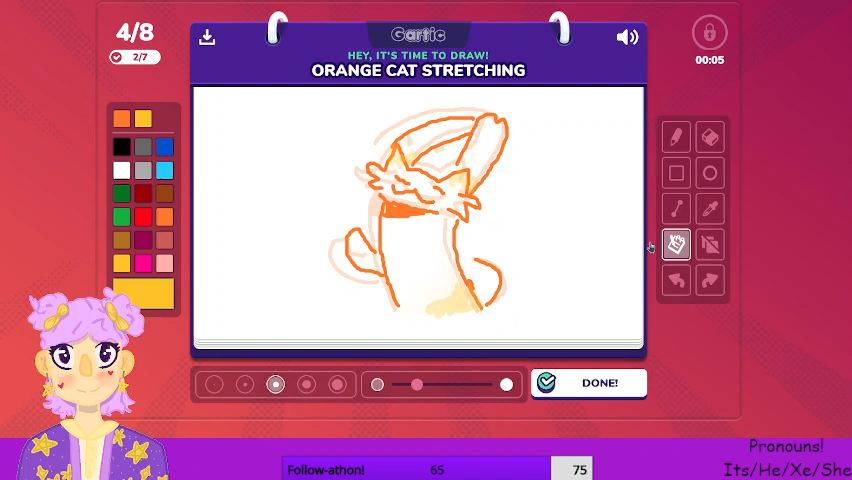 4/8
2/7
Gartic
HEY, IT'S TIME TO DRAW!
ORANGE CAT STRETCHING
00:05
DONE!
Follow-athon! 65 75
Pronouns!
Its/He/Xe/She